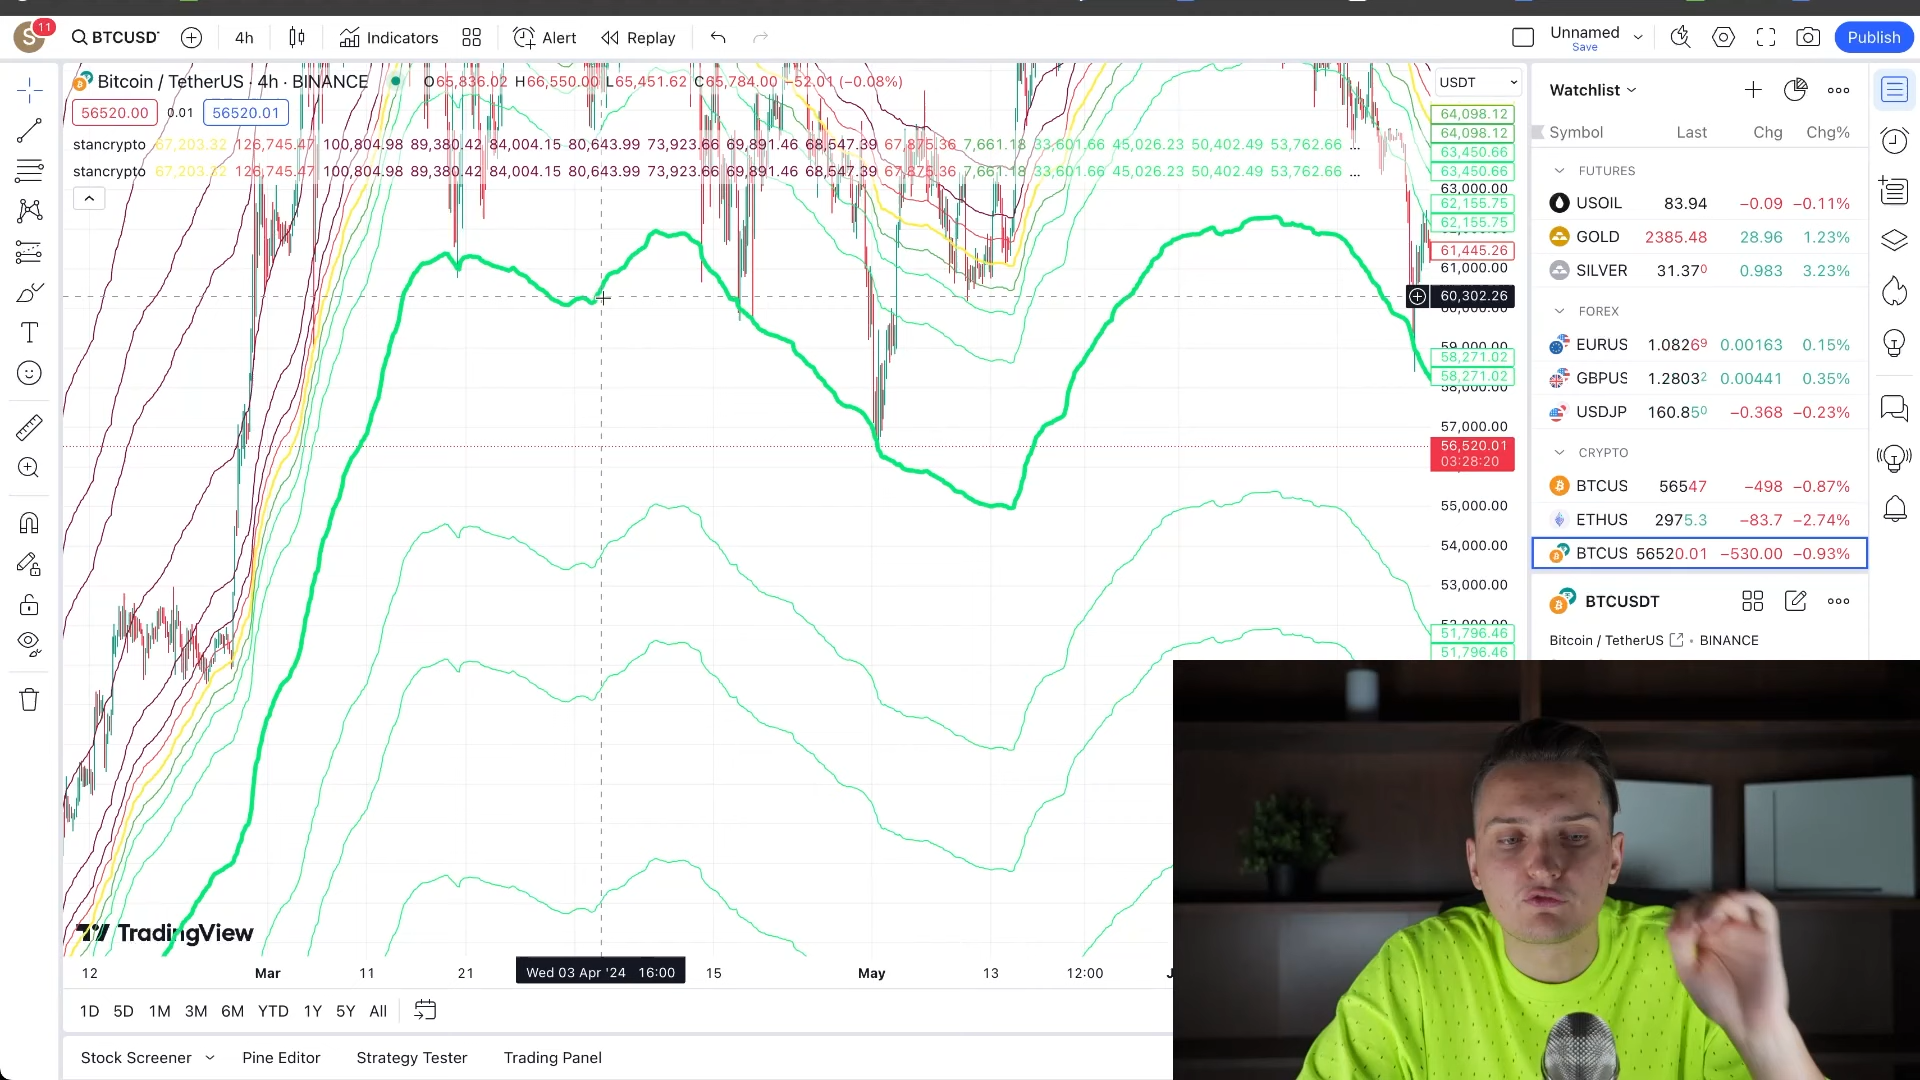 S 11 BTCUSDT 4h Indicators Alert Replay Unnamed Save Publish
Bitcoin / TetherUS · 4h · BINANCE O65,836.02 H66,550.00 L65,451.62 C65,784.00 −52.01 (−0.08%)
56520.00 0.01 56520.01
stancrypto 67,203.32 126,745.47 100,804.98 89,380.42 84,004.15 80,643.99 73,923.66 69,891.46 68,547.39 67,875.36 7,661.18 33,601.66 45,026.23 50,402.49 53,762.66 ...
stancrypto 67,203.32 126,745.47 100,804.98 89,380.42 84,004.15 80,643.99 73,923.66 69,891.46 68,547.39 67,875.36 7,661.18 33,601.66 45,026.23 50,402.49 53,762.66 ...
USDT
64,098.12
64,098.12
63,450.66
63,450.66
63,000.00
62,155.75
62,155.75
61,445.26
61,000.00
60,302.26
60,000.00
59,000.00
58,271.02
58,271.02
58,000.00
57,000.00
56,520.01
03:28:20
55,000.00
54,000.00
53,000.00
51,796.46
51,796.46
TradingView
12 Mar 11 21 Wed 03 Apr '24 16:00 15 May 13 12:00
1D 5D 1M 3M 6M YTD 1Y 5Y All
Stock Screener Pine Editor Strategy Tester Trading Panel
Watchlist
Symbol Last Chg Chg%
FUTURES
USOIL 83.94 −0.09 −0.11%
GOLD 2385.48 28.96 1.23%
SILVER 31.370 0.983 3.23%
FOREX
EURUS 1.08269 0.00163 0.15%
GBPUS 1.28032 0.00441 0.35%
USDJP 160.850 −0.368 −0.23%
CRYPTO
BTCUS 56547 −498 −0.87%
ETHUS 2975.3 −83.7 −2.74%
BTCUS 56520.01 −530.00 −0.93%
BTCUSDT
Bitcoin / TetherUS • BINANCE